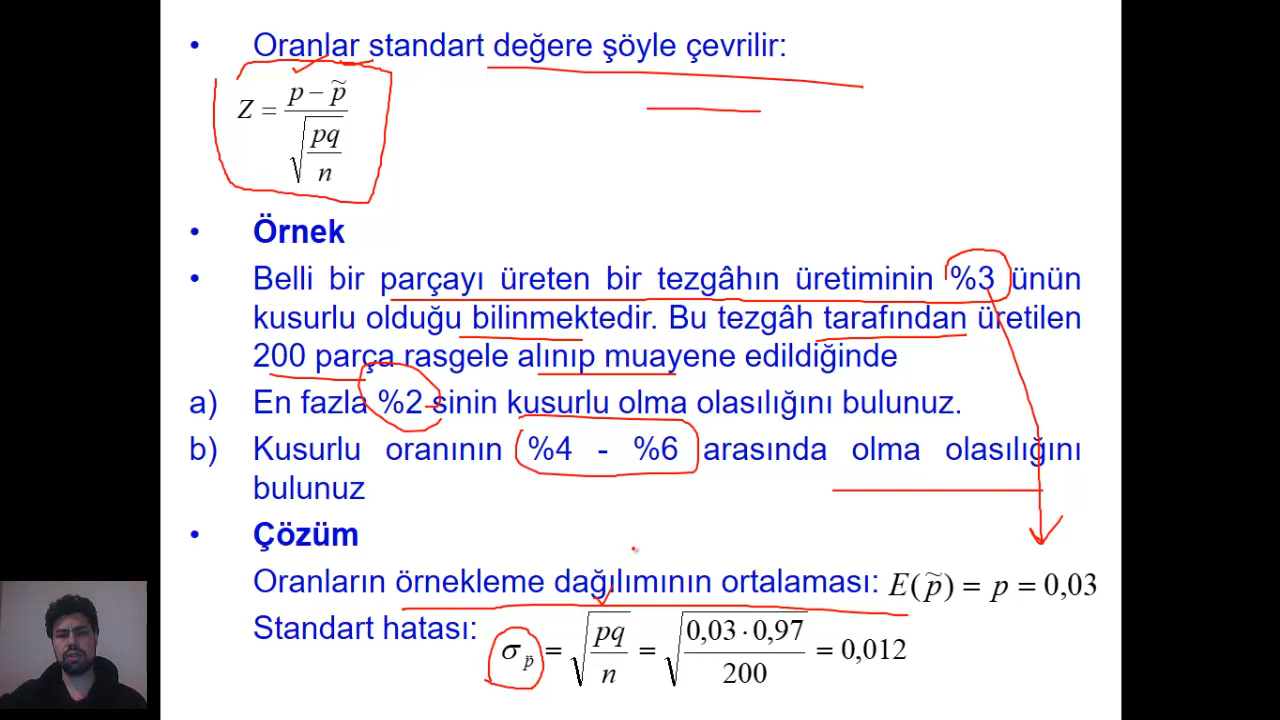 • Oranlar standart değere şöyle çevrilir:
Z = (p − p̃) / √(pq / n)
• Örnek
• Belli bir parçayı üreten bir tezgâhın üretiminin %3 ünün
kusurlu olduğu bilinmektedir. Bu tezgâh tarafından üretilen
200 parça rasgele alınıp muayene edildiğinde
a) En fazla %2 sinin kusurlu olma olasılığını bulunuz.
b) Kusurlu oranının %4 - %6 arasında olma olasılığını
bulunuz
• Çözüm
Oranların örnekleme dağılımının ortalaması: E(p̃) = p = 0,03
Standart hatası: σp̃ = √(pq / n) = √(0,03 · 0,97 / 200) = 0,012